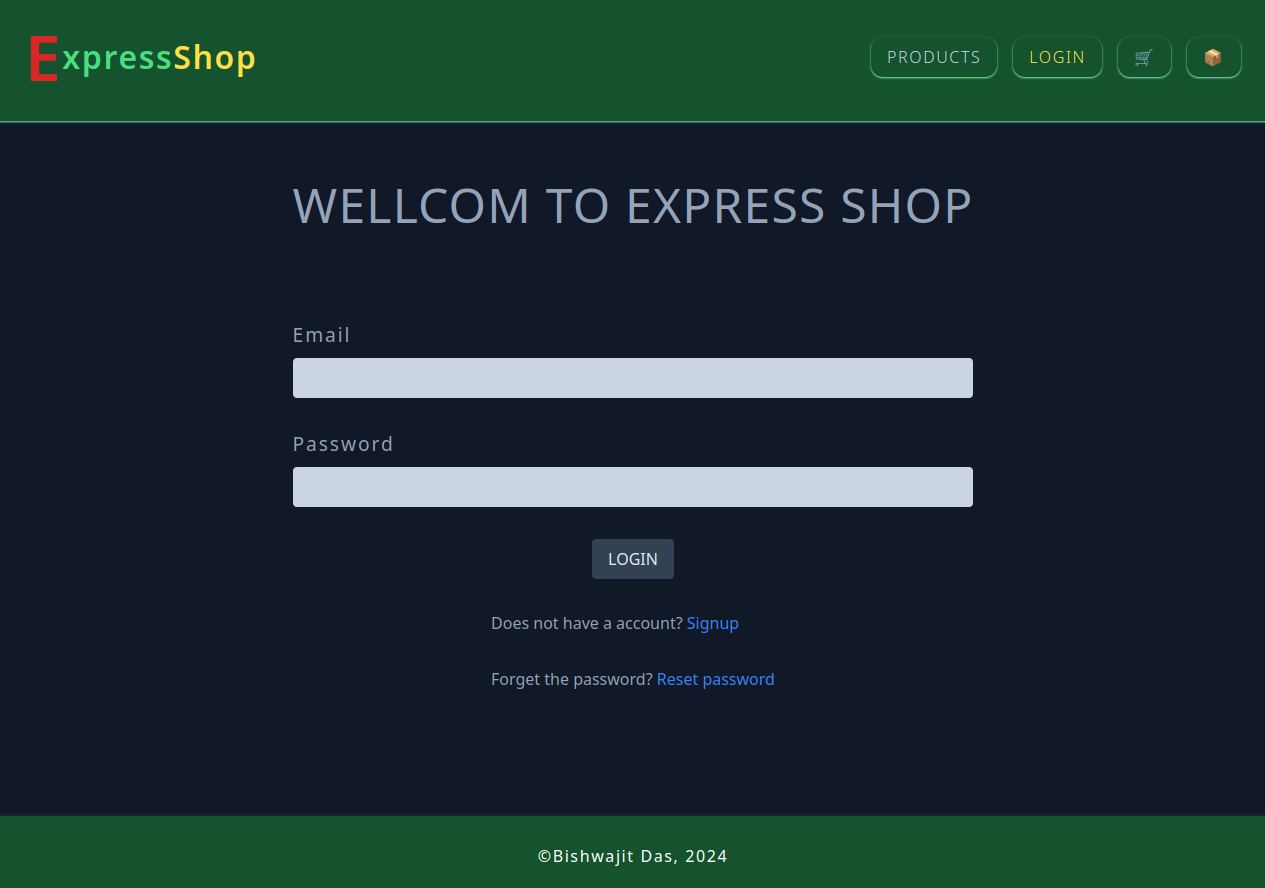 ExpressShop
PRODUCTS LOGIN
WELLCOM TO EXPRESS SHOP
Email
Password
LOGIN
Does not have a account? Signup
Forget the password? Reset password
©Bishwajit Das, 2024